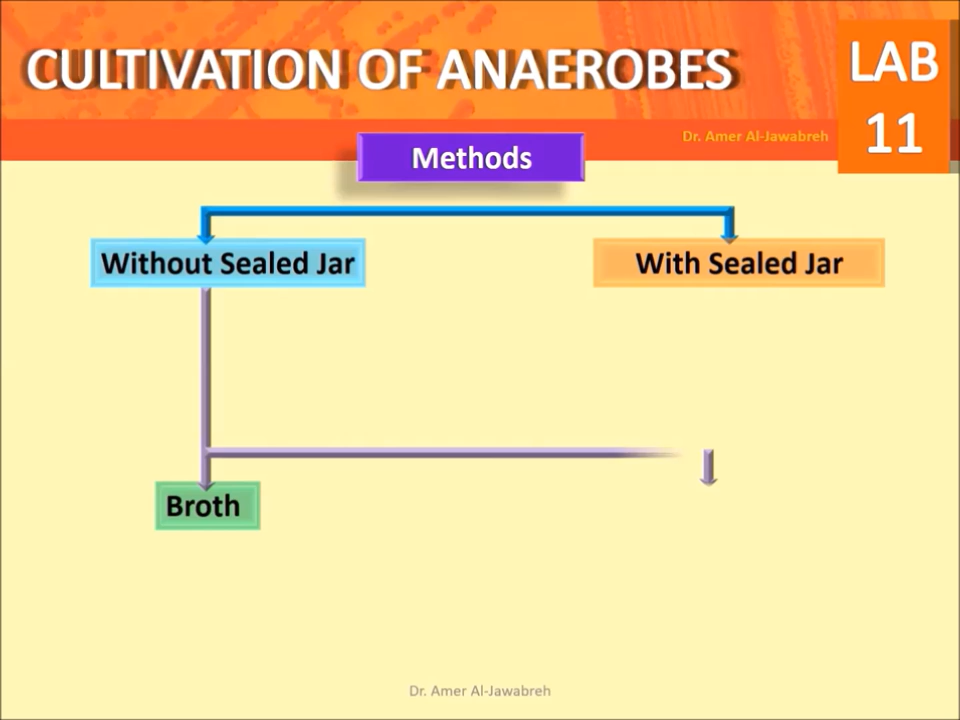 CULTIVATION OF ANAEROBES
LAB
11
Dr. Amer Al-Jawabreh
Methods
Without Sealed Jar
With Sealed Jar
Broth
Dr. Amer Al-Jawabreh